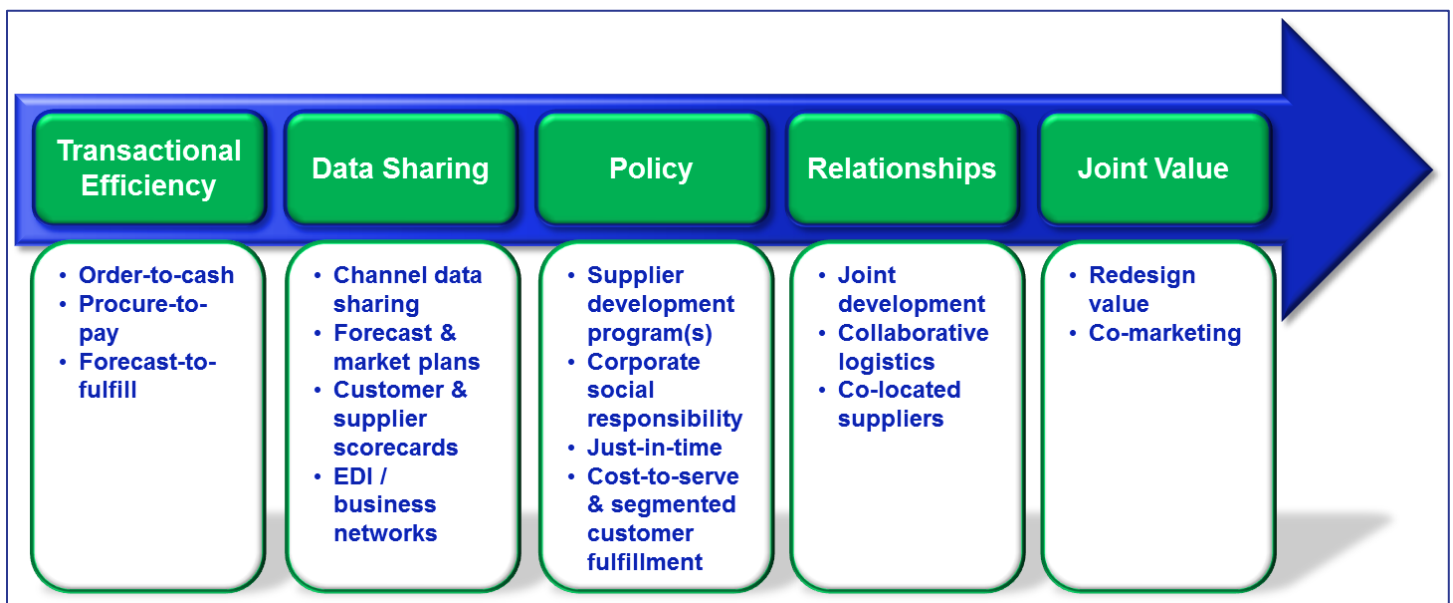 Transactional
Efficiency
Data Sharing
Policy
Relationships
Joint Value
• Order-to-cash
• Procure-to-
pay
• Forecast-to-
fulfill
• Channel data
sharing
• Forecast &
market plans
• Customer &
supplier
scorecards
• EDI /
business
networks
• Supplier
development
program(s)
• Corporate
social
responsibility
• Just-in-time
• Cost-to-serve
& segmented
customer
fulfillment
• Joint
development
• Collaborative
logistics
• Co-located
suppliers
• Redesign
value
• Co-marketing